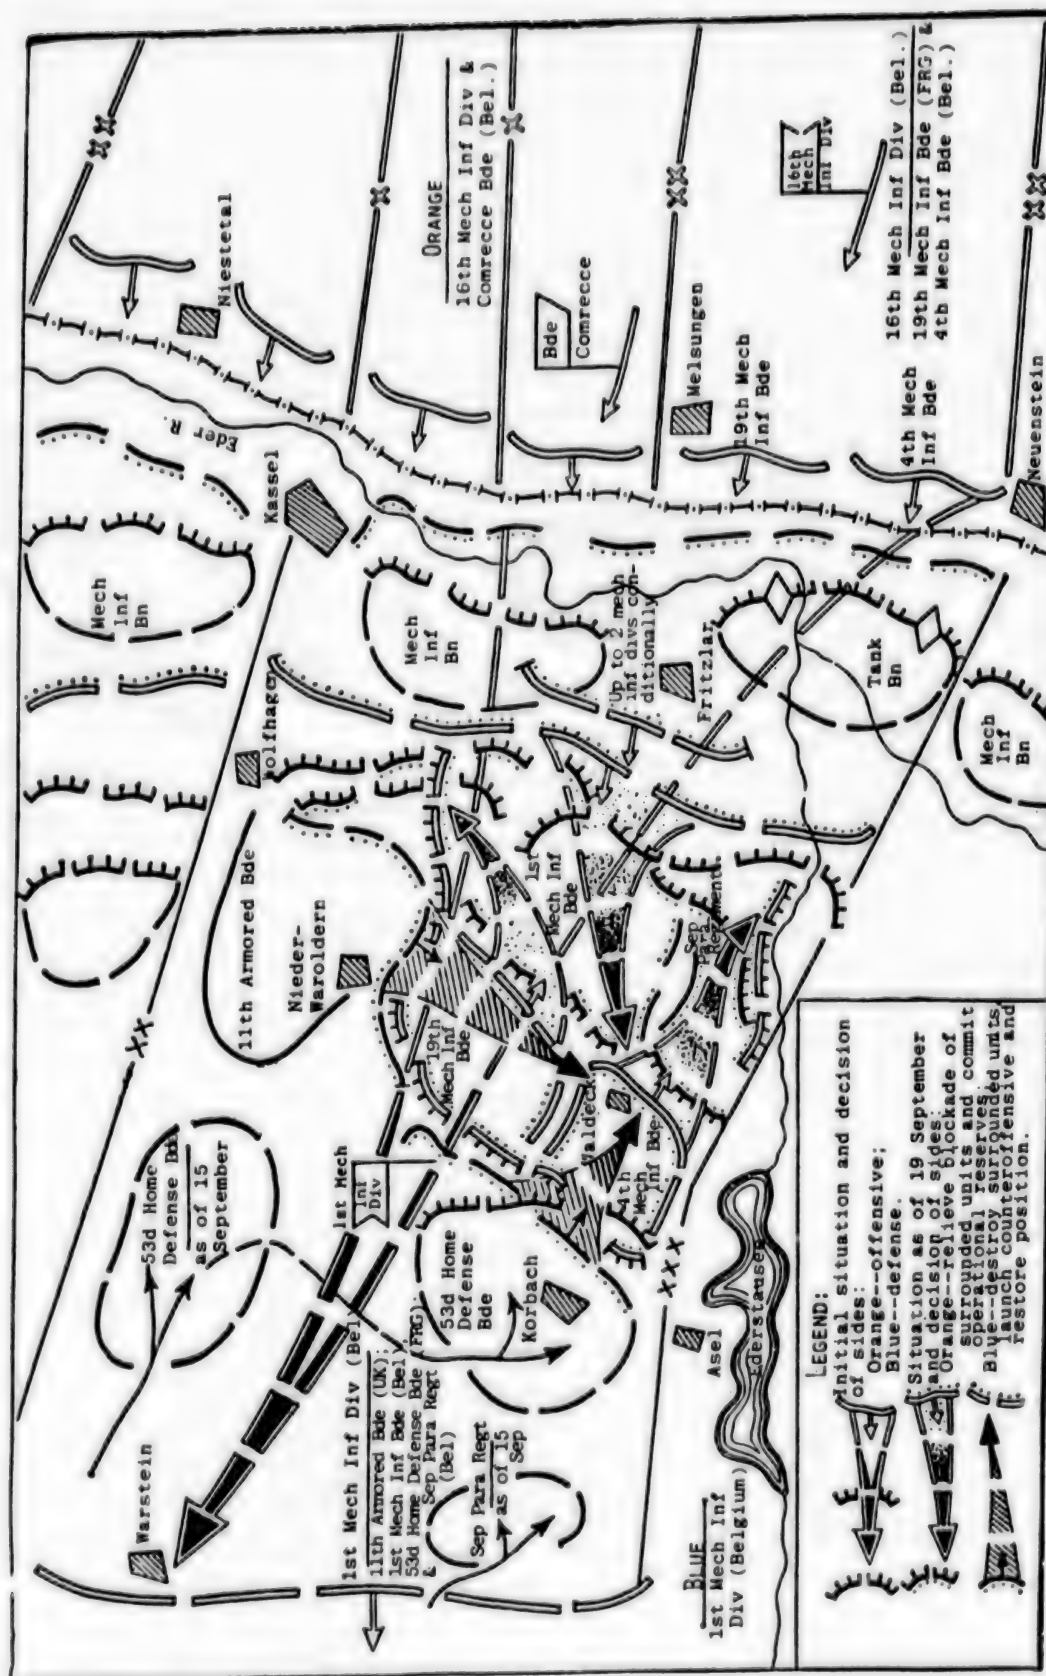 Warstein
53d Home
Defense Bde
as of 15
September
11th Armored Bde
Nieder-
Waroldern
Mech
Inf
Bn
Kassel
Eder R.
Niestetal
ORANGE
16th Mech Inf Div &
Comrecce Bde (Bel.)
1st Mech
Inf
Div
19th
Mech Inf
Bde
Mech
Inf
Bn
Bde
Comrecce
1st Mech Inf Div (Bel
11th Armored Bde (UK);
1st Mech Inf Bde (Bel);
53d Home Defense Bde (FRG)
& Sep Para Regt
(Bel)
Sep Para Regt
as of 15
Sep
53d Home
Defense
Bde
Korbach
Waldeck
4th
Mech
Inf Bde
1st
Mech Inf
Bde
Sep
Para
Up to 2 mech
inf divs con-
ditionally
Fritzlar
Melsungen
19th Mech
Inf Bde
16th
Mech
Inf Div
16th Mech Inf Div (Bel.)
19th Mech Inf Bde (FRG) &
4th Mech Inf Bde (Bel.)
4th Mech
Inf Bde
Neuenstein
Tank
Bn
Mech
Inf
Bn
Asel
Ederstausee
BLUE
1st Mech Inf
Div (Belgium)
LEGEND:
Initial situation and decision
of sides:
Orange--offensive;
Blue--defense.
Situation as of 19 September
and decision of sides:
Orange--relieve blockade of
surrounded units and commit
operational reserves.
Blue--destroy surrounded units,
launch counteroffensive and
restore position.